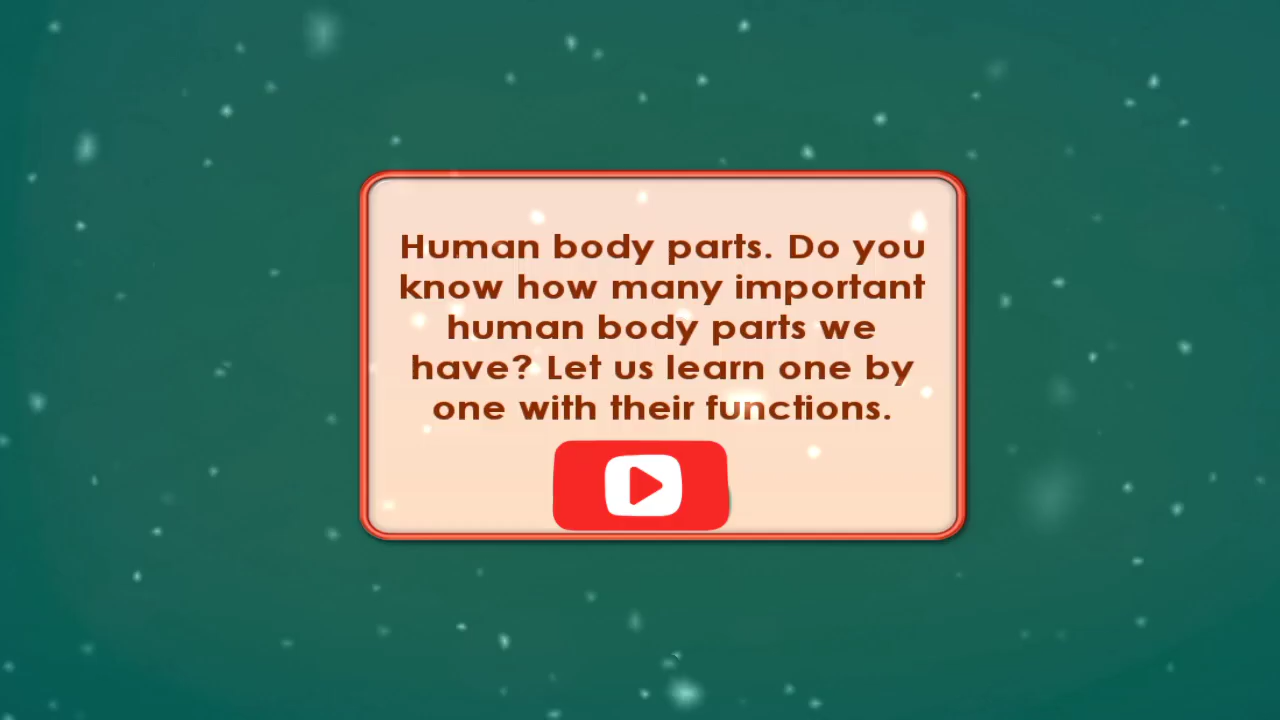 Human body parts. Do you
know how many important
human body parts we
have? Let us learn one by
one with their functions.